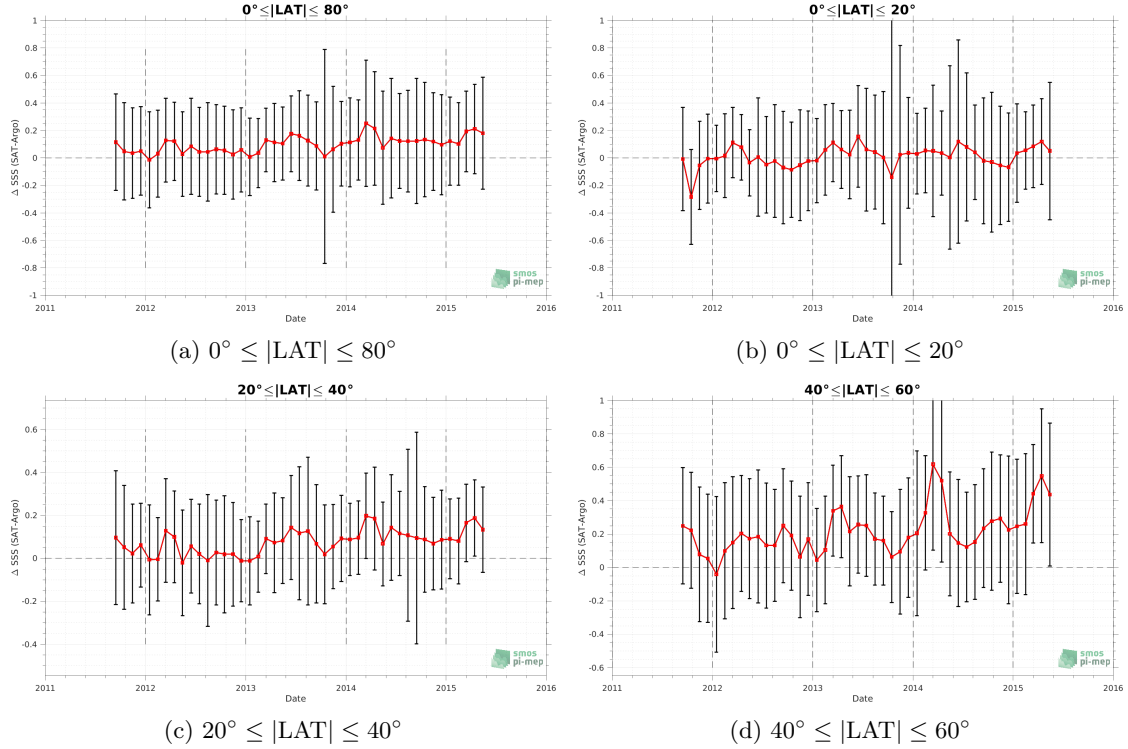 0°≤|LAT|≤ 80°
1
0.8
0.6
0.4
0.2
0
-0.2
-0.4
-0.6
-0.8
-1
Δ SSS (SAT-Argo)
2011 2012 2013 2014 2015 2016
Date
smos
pi-mep
(a) 0° ≤ |LAT| ≤ 80°
0°≤|LAT|≤ 20°
1
0.8
0.6
0.4
0.2
0
-0.2
-0.4
-0.6
-0.8
-1
Δ SSS (SAT-Argo)
2011 2012 2013 2014 2015 2016
Date
smos
pi-mep
(b) 0° ≤ |LAT| ≤ 20°
20°≤|LAT|≤ 40°
0.6
0.4
0.2
0
-0.2
-0.4
Δ SSS (SAT-Argo)
2011 2012 2013 2014 2015 2016
Date
smos
pi-mep
(c) 20° ≤ |LAT| ≤ 40°
40°≤|LAT|≤ 60°
1
0.8
0.6
0.4
0.2
0
-0.2
-0.4
-0.6
Δ SSS (SAT-Argo)
2011 2012 2013 2014 2015 2016
Date
smos
pi-mep
(d) 40° ≤ |LAT| ≤ 60°